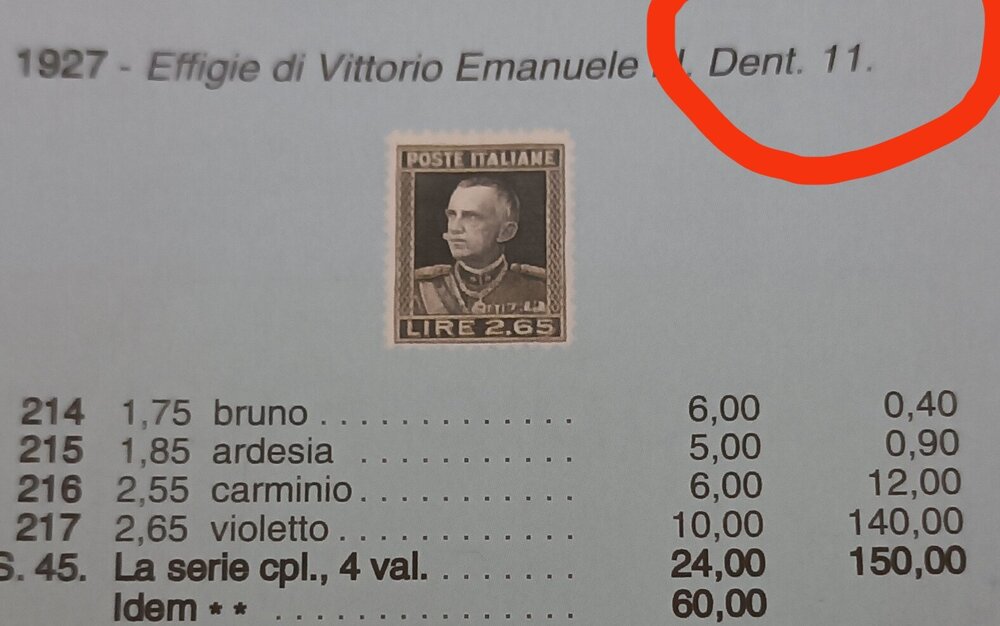 1927 - Effigie di Vittorio Emanuele Dent. 11.
POSTE ITALIANE
LIRE 2.65
214 1,75 bruno . . . . . . . . . . . . . . 6,00 0,40
215 1,85 ardesia . . . . . . . . . . . . 5,00 0,90
216 2,55 carminio . . . . . . . . . . . 6,00 12,00
217 2,65 violetto . . . . . . . . . . . . . 10,00 140,00
S. 45. La serie cpl., 4 val. . . . . . . . 24,00 150,00
Idem ** . . . . . . . . . . . . . . . . 60,00